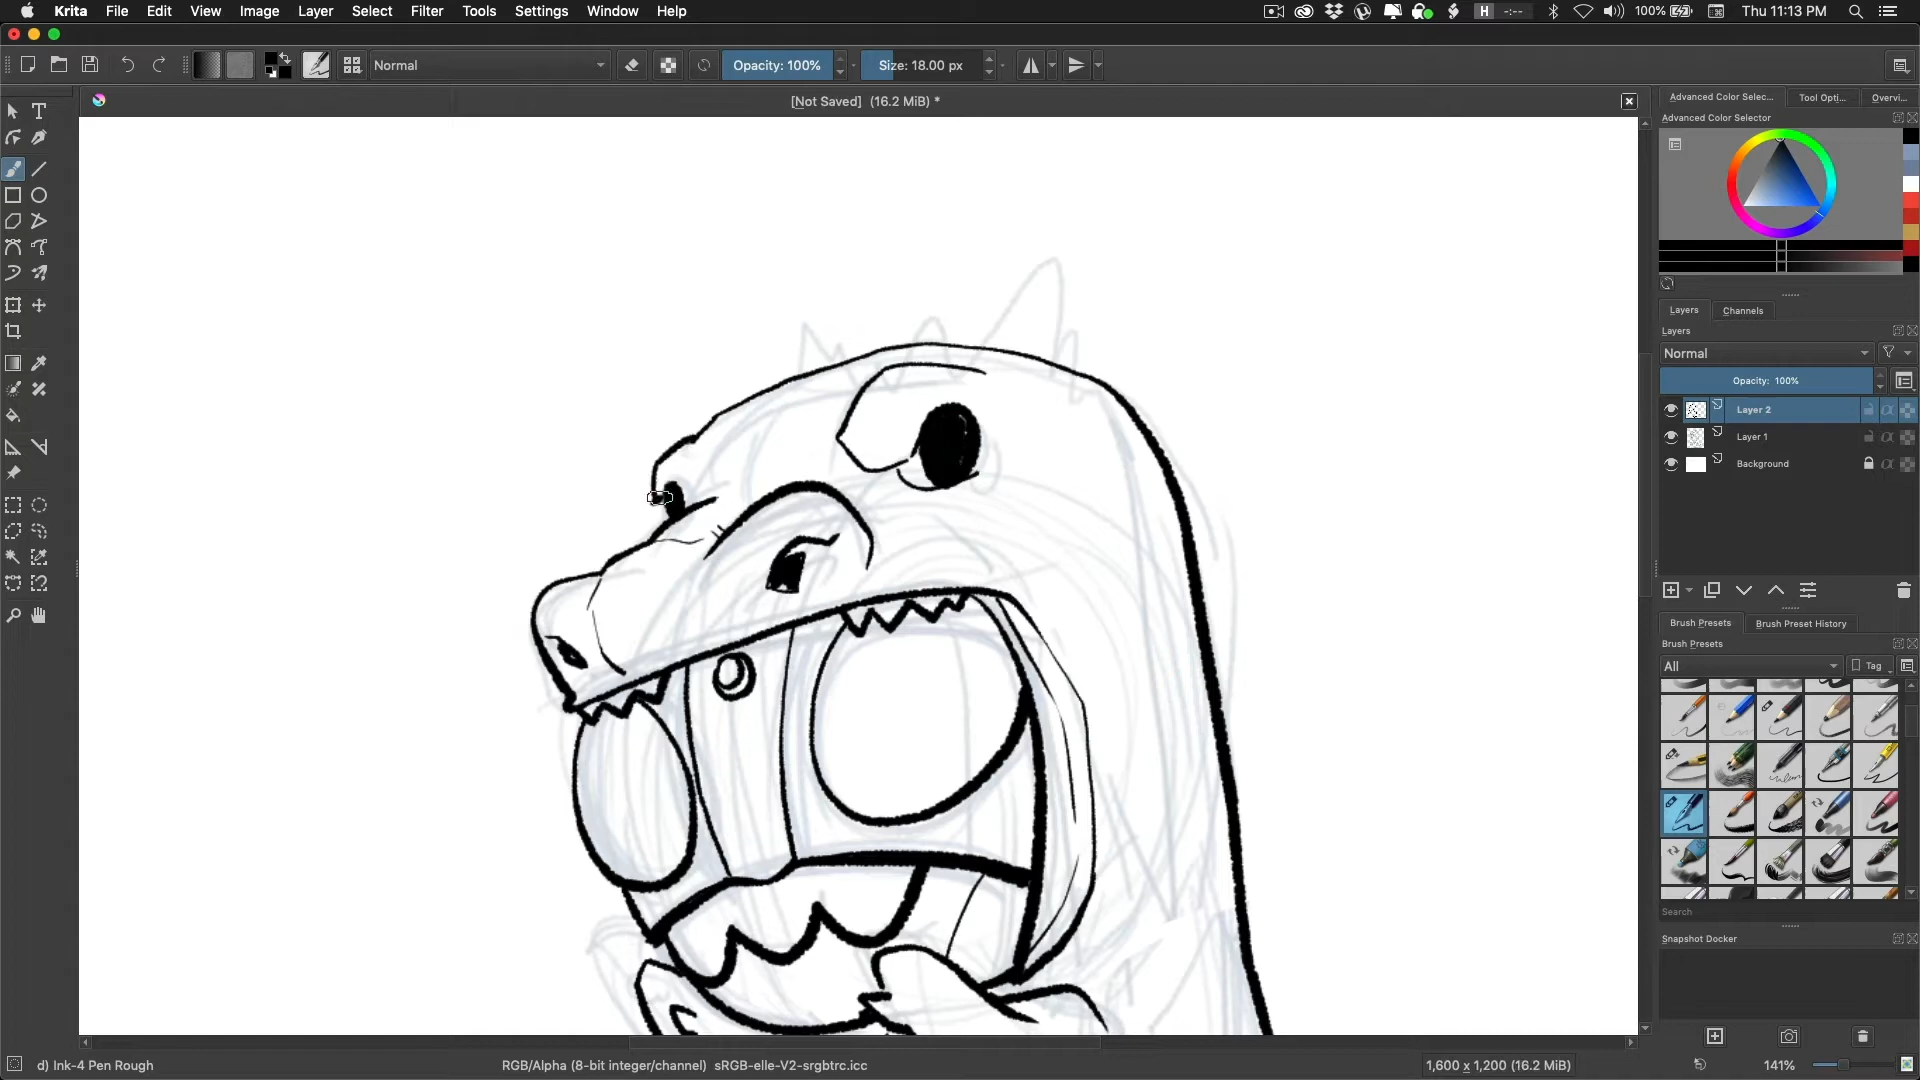 Krita File Edit View Image Layer Select Filter Tools Settings Window Help
H -:-- 100% Thu 11:13 PM
Normal Opacity: 100% Size: 18.00 px
[Not Saved] (16.2 MiB) *
Advanced Color Selec... Tool Opti... Overvi...
Advanced Color Selector
Layers Channels
Layers
Normal
Opacity: 100%
Layer 2
Layer 1
Background
Brush Presets Brush Preset History
Brush Presets
All Tag
Search
Snapshot Docker
d) Ink-4 Pen Rough RGB/Alpha (8-bit integer/channel) sRGB-elle-V2-srgbtrc.icc 1,600 x 1,200 (16.2 MiB) 141%